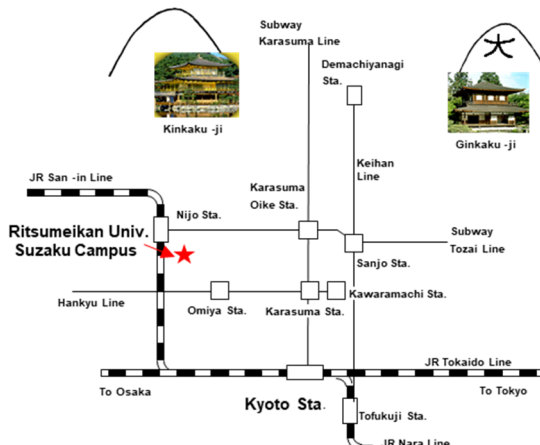 Subway
Karasuma Line
大
Demachiyanagi
Sta.
Kinkaku -ji
Ginkaku -ji
Keihan
Line
JR San -in Line
Karasuma
Oike Sta.
Nijo Sta.
Ritsumeikan Univ.
Suzaku Campus
Subway
Tozai Line
Sanjo Sta.
Hankyu Line
Omiya Sta.
Karasuma Sta.
Kawaramachi Sta.
JR Tokaido Line
To Osaka
To Tokyo
Kyoto Sta.
Tofukuji Sta.
JR Nara Line